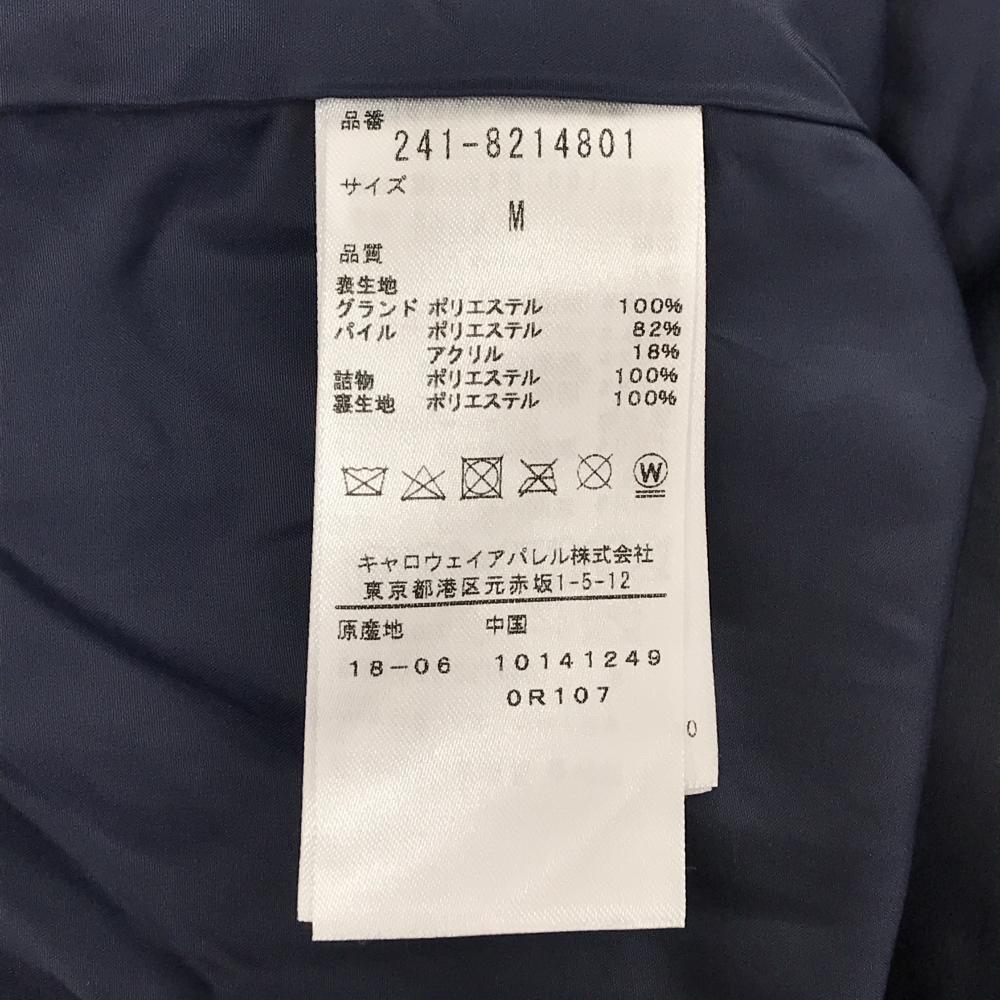 品番
241-8214801
サイズ
M
品質
表生地
グランド ポリエステル 100%
パイル ポリエステル 82%
アクリル 18%
詰物 ポリエステル 100%
裏生地 ポリエステル 100%
W
キャロウェイアパレル株式会社
東京都港区元赤坂1-5-12
原産地 中国
18-06 10141249
0R107
0